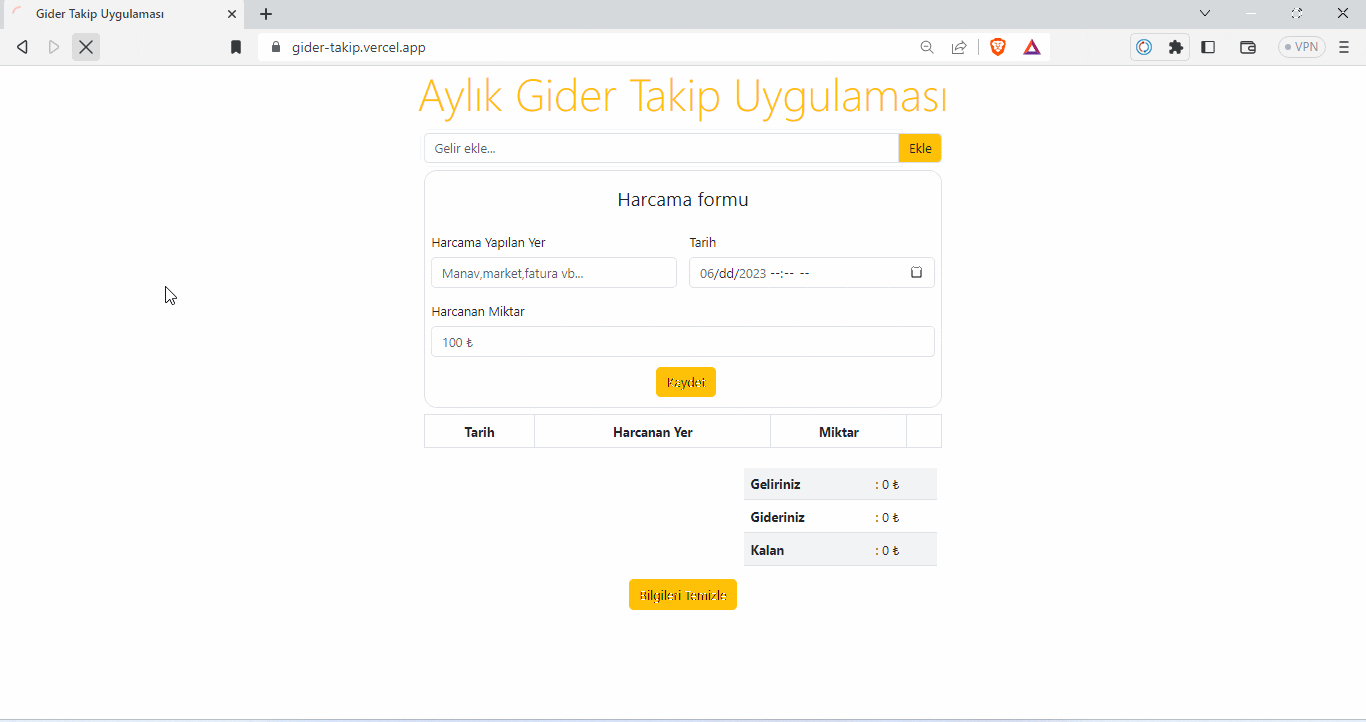 Gider Takip Uygulaması
gider-takip.vercel.app
VPN
Aylık Gider Takip Uygulaması
Gelir ekle...
Ekle
Harcama formu
Harcama Yapılan Yer
Tarih
Manav,market,fatura vb...
06/dd/2023 --:-- --
Harcanan Miktar
100 ₺
Kaydet
Tarih
Harcanan Yer
Miktar
Geliriniz : 0 ₺
Gideriniz : 0 ₺
Kalan : 0 ₺
Bilgileri Temizle